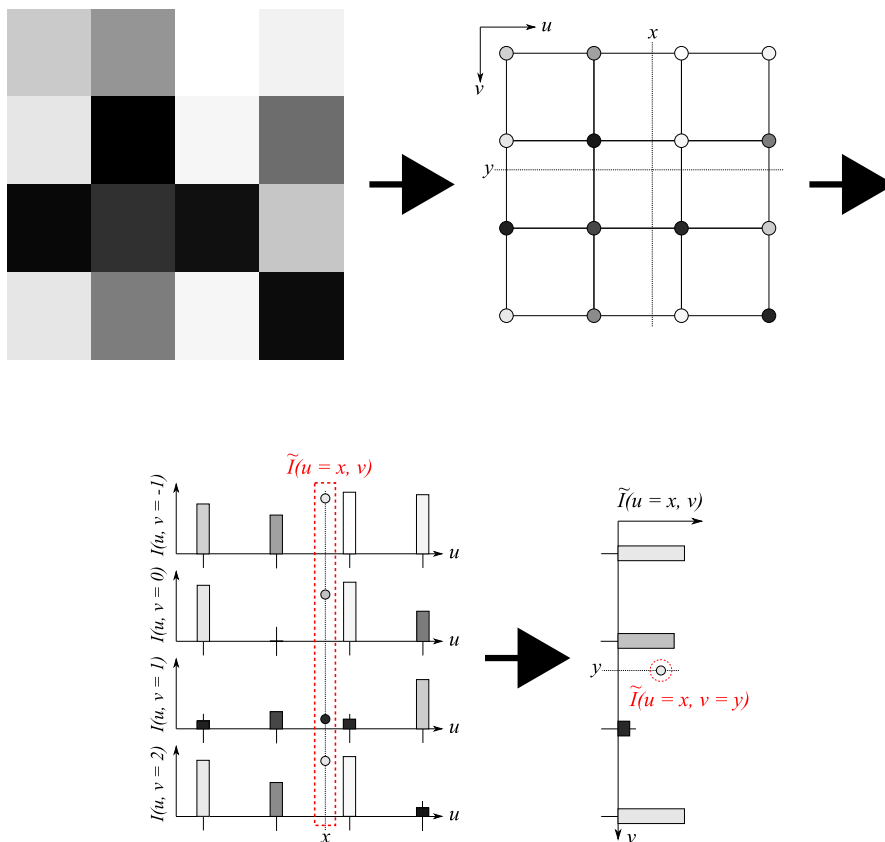 u
x
v
y
Ĩ(u = x, v)
I(u, v = -1)
u
I(u, v = 0)
u
I(u, v = 1)
u
I(u, v = 2)
u
x
Ĩ(u = x, v)
y
Ĩ(u = x, v = y)
v